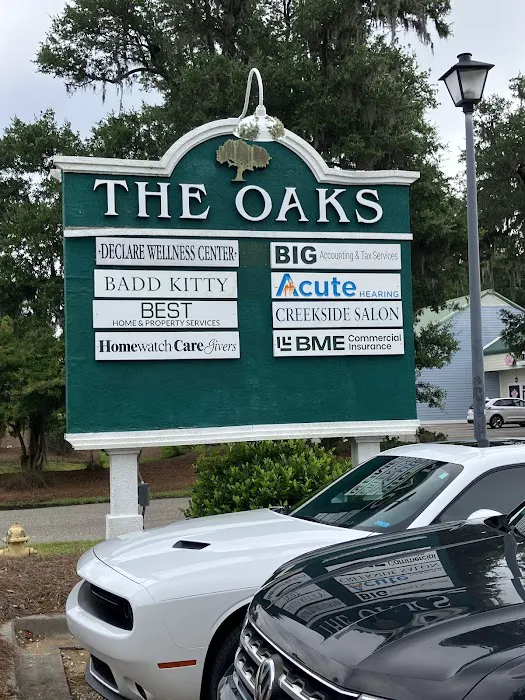 THE OAKS
·DECLARE WELLNESS CENTER·
BADD KITTY
BEST
HOME & PROPERTY SERVICES
Homewatch CareGivers
BIG Accounting & Tax Services
Acute HEARING
CREEKSIDE SALON
BME Commercial
Insurance